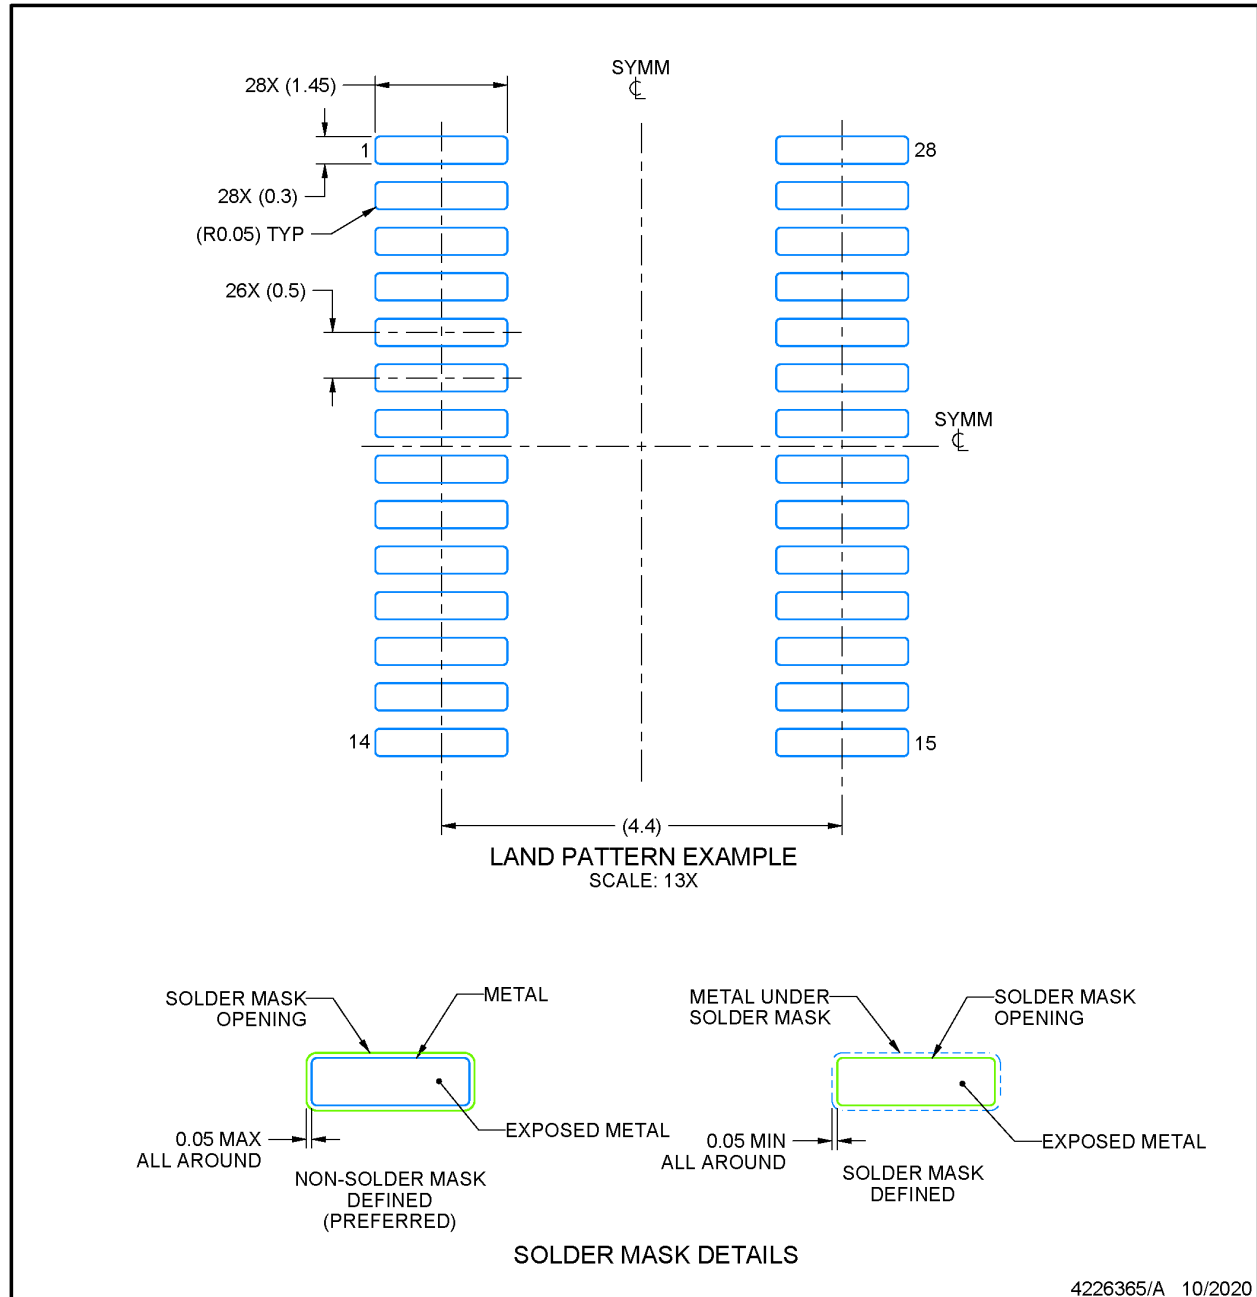 SYMM
℄
28X (1.45)
1
28
28X (0.3)
(R0.05) TYP
26X (0.5)
SYMM
℄
14
15
(4.4)
LAND PATTERN EXAMPLE
SCALE: 13X
SOLDER MASK
OPENING
METAL
METAL UNDER
SOLDER MASK
SOLDER MASK
OPENING
EXPOSED METAL
EXPOSED METAL
0.05 MAX
ALL AROUND
0.05 MIN
ALL AROUND
NON-SOLDER MASK
DEFINED
(PREFERRED)
SOLDER MASK
DEFINED
SOLDER MASK DETAILS
4226365/A 10/2020